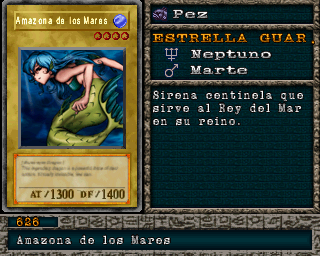 Amazona de los Mares
AT/1300 DF/1400
Pez
ESTRELLA GUAR.
Neptuno
Marte
Sirena centinela que
sirve al Rey del Mar
en su reino.
626
Amazona de los Mares